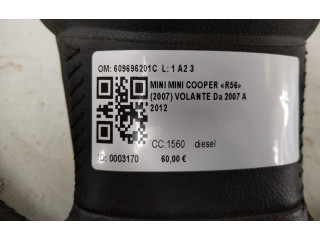 OM: 609696201C L: 1 A2 3
MINI MINI COOPER «R56»
(2007) VOLANTE Da 2007 A
2012
CC:1560 diesel
ID: 0003170 60,00 €